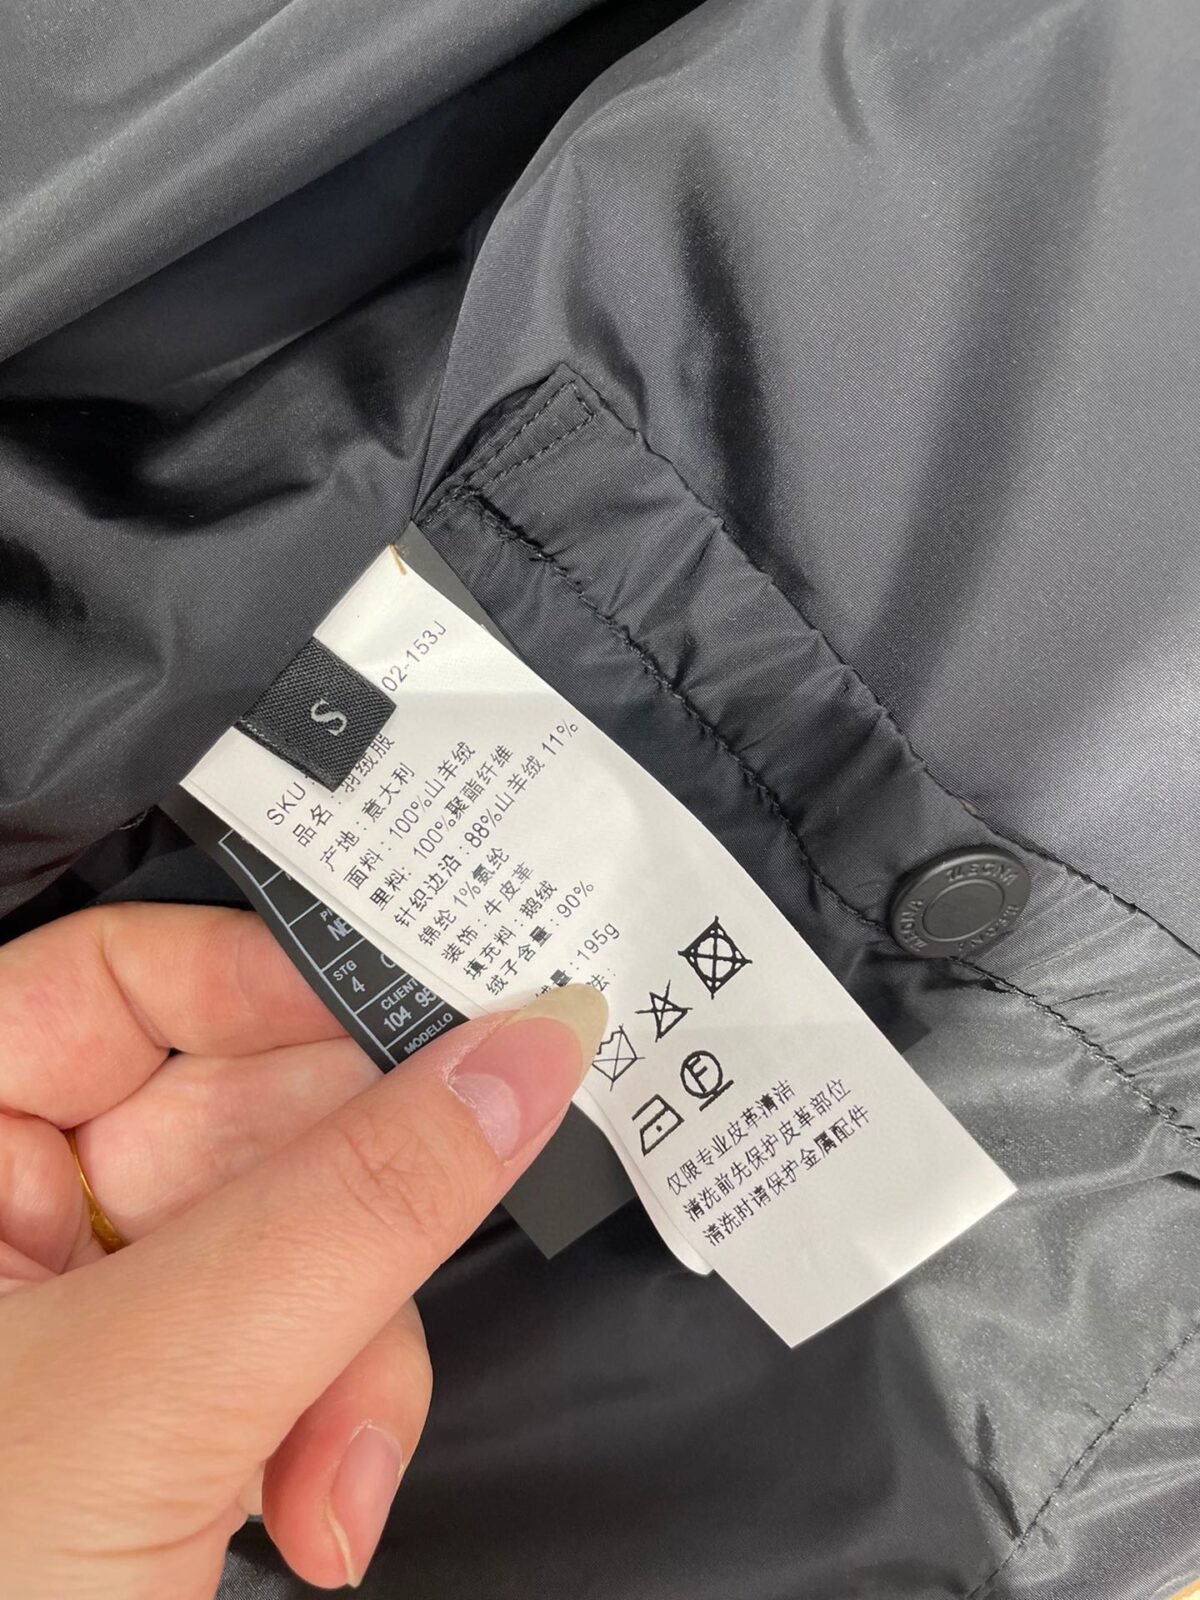 S
02-153J
SKU
品名：羽绒服
产地：意大利
面料：100%山羊绒
里料：100%聚酯纤维
针织边沿：88%山羊绒 11%
锦纶 1%氨纶
装饰：牛皮革
填充料：鹅绒
绒子含量：90%
量：195g
法：
F
仅限专业皮革清洁
清洗前先保护皮革部位
清洗时请保护金属配件
STG
4
CLIENT
104 95
MODELLO